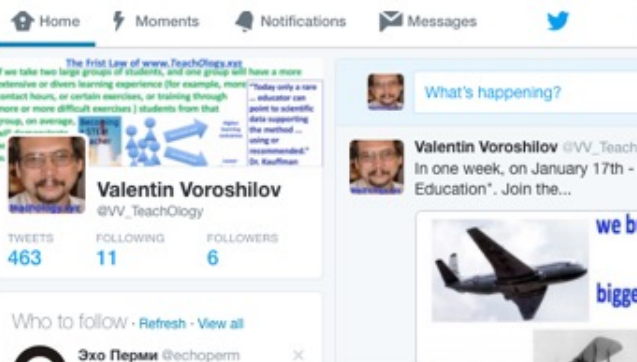 Home
Moments
Notifications
Messages
The Frist Law of www.TeachOlogy.xyz
f we take two large groups of students, and one group will have a more
extensive or divers learning experience (for example, more
contact hours, or certain exercises, or training through
more or more difficult exercises ) students from that
group, on average,
"Today only a rare
... educator can
point to scientific
data supporting
the method ...
using or
recommended."
Dr. Kauffman
Becoming
a STEM
teacher
Valentin Voroshilov
@VV_TeachOlogy
TWEETS
FOLLOWING
FOLLOWERS
463
11
6
Who to follow · Refresh · View all
Эхо Перми @echoperm
What's happening?
Valentin Voroshilov @VV_Teach
In one week, on January 17th -
Education". Join the...
we b
bigge